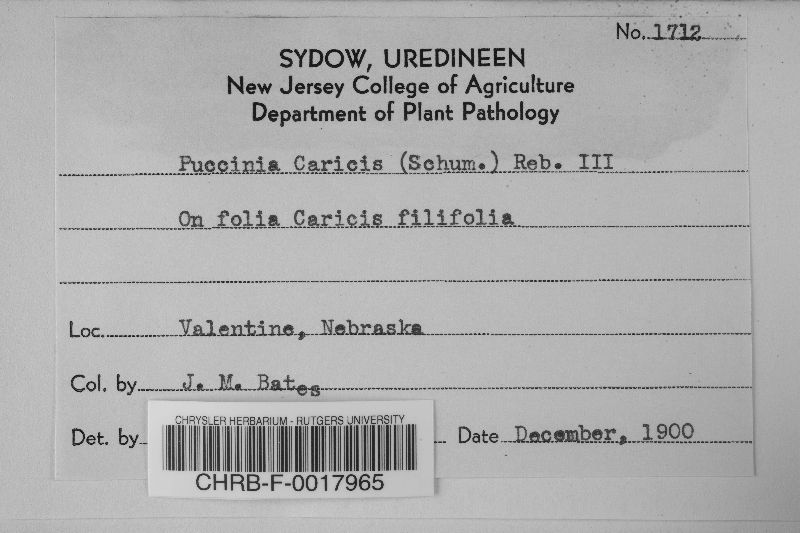 No. 1712
SYDOW, UREDINEEN
New Jersey College of Agriculture
Department of Plant Pathology
Puccinia Caricis (Schum.) Reb. III
On folia Caricis filifolia
Loc. Valentine, Nebraska
Col. by J. M. Bates
Det. by
Date December, 1900
CHRYSLER HERBARIUM - RUTGERS UNIVERSITY
CHRB-F-0017965